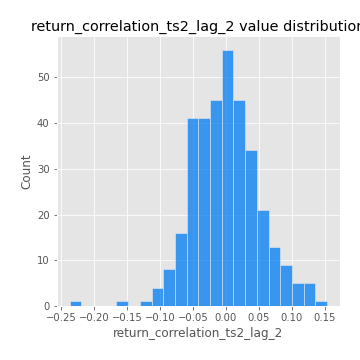 return_correlation_ts2_lag_2 value distribution
50
40
30
20
10
0
Count
−0.25 −0.20 −0.15 −0.10 −0.05 0.00 0.05 0.10 0.15
return_correlation_ts2_lag_2